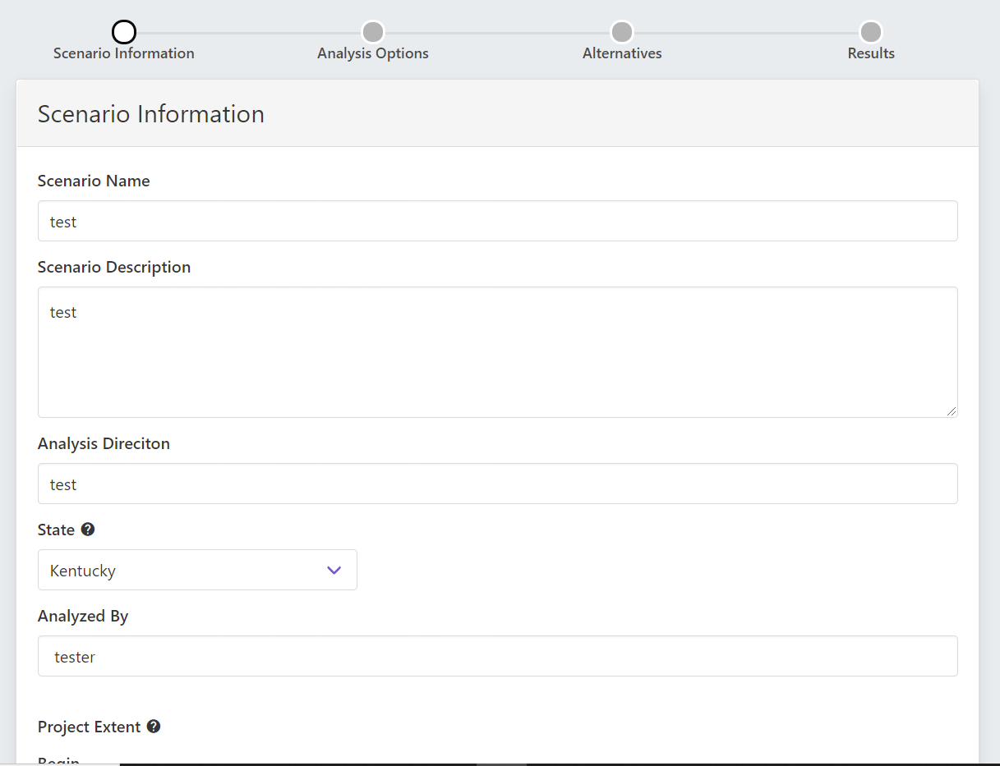 Scenario Information
Analysis Options
Alternatives
Results
Scenario Information
Scenario Name
test
Scenario Description
test
Analysis Direciton
test
State
Kentucky
Analyzed By
tester
Project Extent
Begin